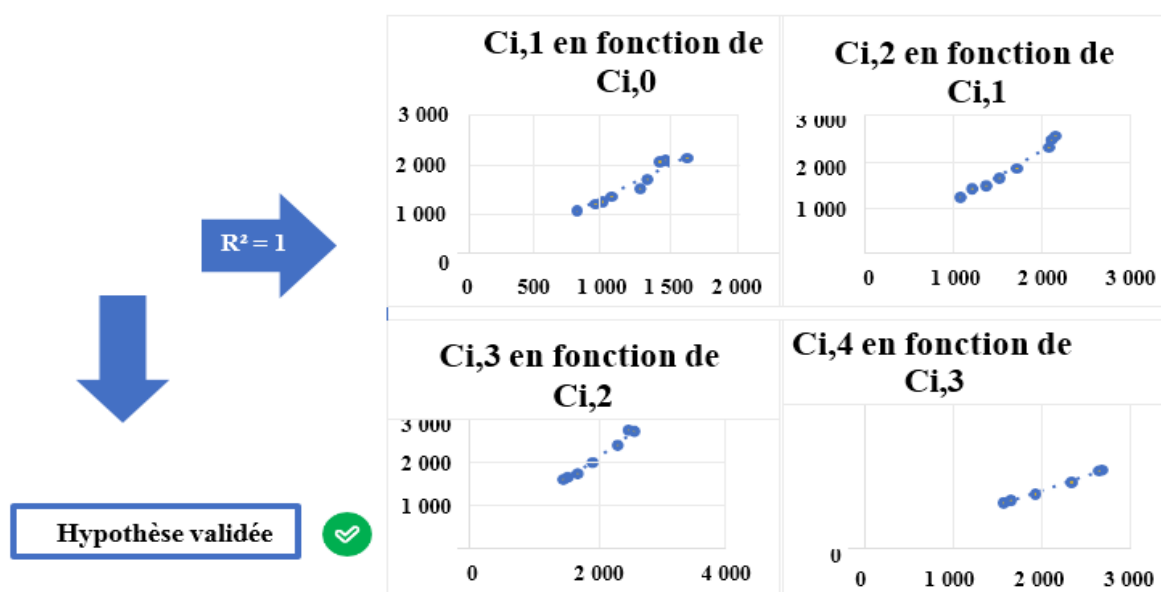 R² = 1
Hypothèse validée
Ci,1 en fonction de
Ci,0
3 000
2 000
1 000
0
0 500 1 000 1 500 2 000
Ci,2 en fonction de
Ci,1
3 000
2 000
1 000
0 1 000 2 000 3 000
Ci,3 en fonction de
Ci,2
3 000
2 000
1 000
0 2 000 4 000
Ci,4 en fonction de
Ci,3
0
0 1 000 2 000 3 000